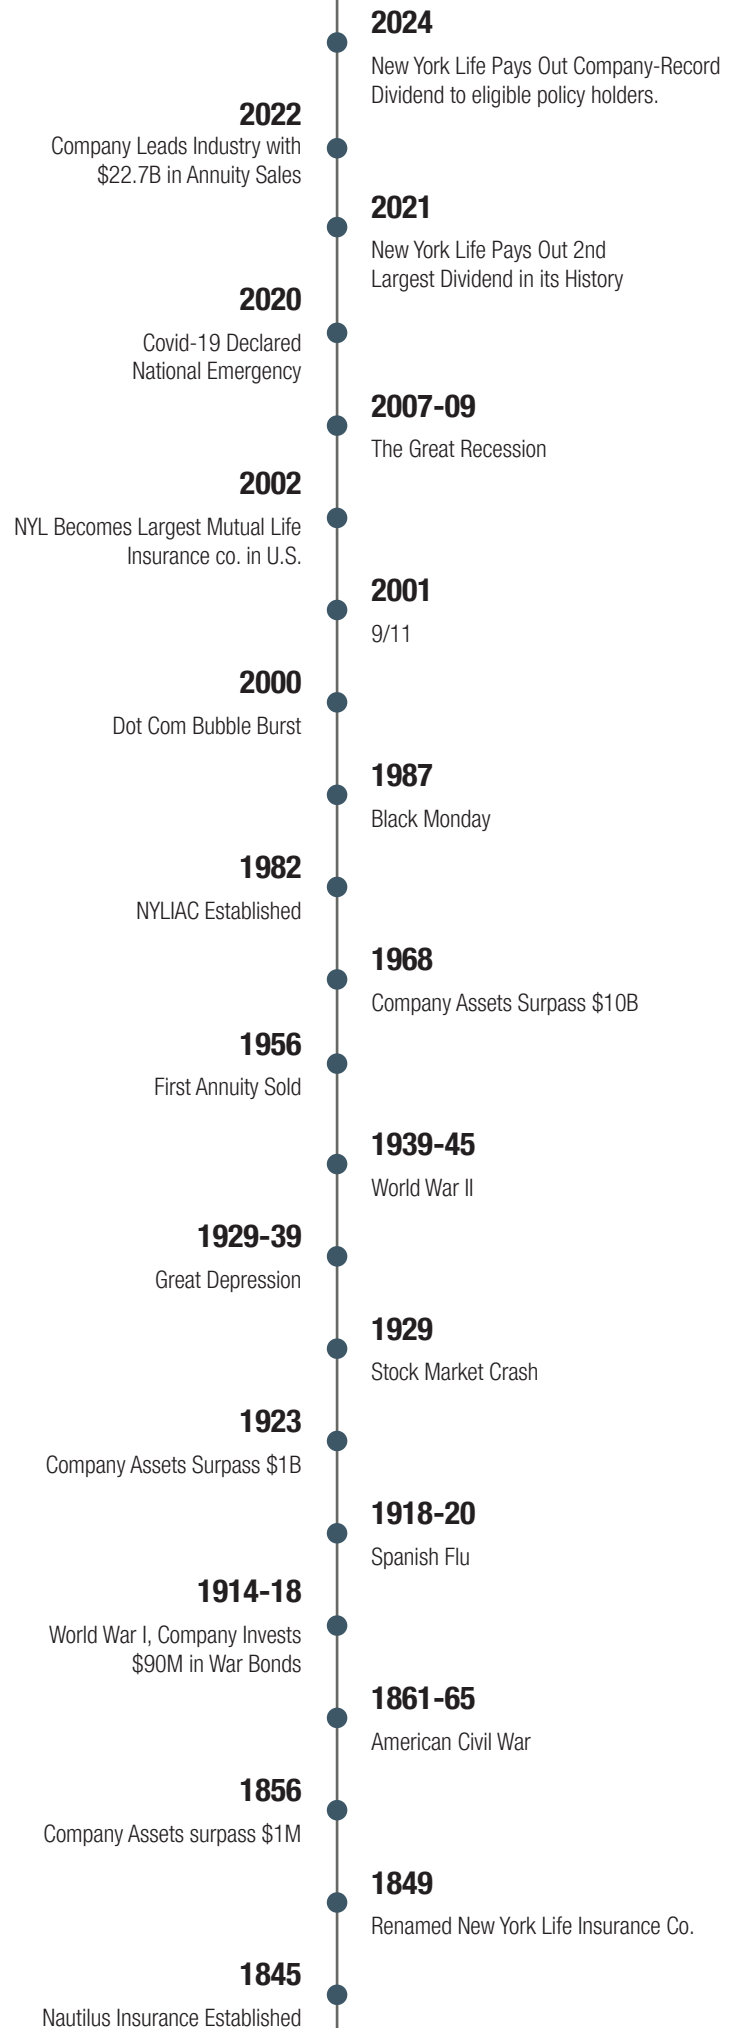 2024
New York Life Pays Out Company-Record
Dividend to eligible policy holders.
2022
Company Leads Industry with
$22.7B in Annuity Sales
2021
New York Life Pays Out 2nd
Largest Dividend in its History
2020
Covid-19 Declared
National Emergency
2007-09
The Great Recession
2002
NYL Becomes Largest Mutual Life
Insurance co. in U.S.
2001
9/11
2000
Dot Com Bubble Burst
1987
Black Monday
1982
NYLIAC Established
1968
Company Assets Surpass $10B
1956
First Annuity Sold
1939-45
World War II
1929-39
Great Depression
1929
Stock Market Crash
1923
Company Assets Surpass $1B
1918-20
Spanish Flu
1914-18
World War I, Company Invests
$90M in War Bonds
1861-65
American Civil War
1856
Company Assets surpass $1M
1849
Renamed New York Life Insurance Co.
1845
Nautilus Insurance Established